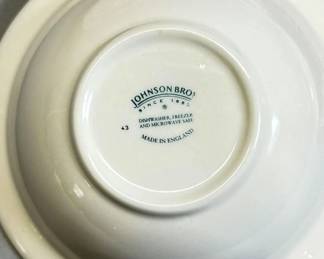 JOHNSON BROS
SINCE 1883
®
43
DISHWASHER, FREEZER
AND MICROWAVE SAFE
MADE IN ENGLAND